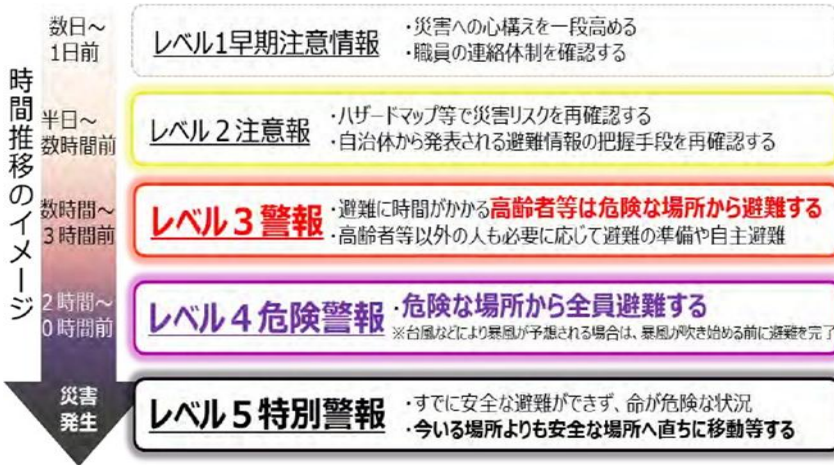 時間推移のイメージ
数日～
1日前
レベル1早期注意情報
・災害への心構えを一段高める
・職員の連絡体制を確認する
半日～
数時間前
レベル2注意報
・ハザードマップ等で災害リスクを再確認する
・自治体から発表される避難情報の把握手段を再確認する
数時間～
3時間前
レベル3警報
・避難に時間がかかる高齢者等は危険な場所から避難する
・高齢者等以外の人も必要に応じて避難の準備や自主避難
2時間～
0時間前
レベル4危険警報
・危険な場所から全員避難する
※台風などにより暴風が予想される場合は、暴風が吹き始める前に避難を完了
災害
発生
レベル5特別警報
・すでに安全な避難ができず、命が危険な状況
・今いる場所よりも安全な場所へ直ちに移動等する